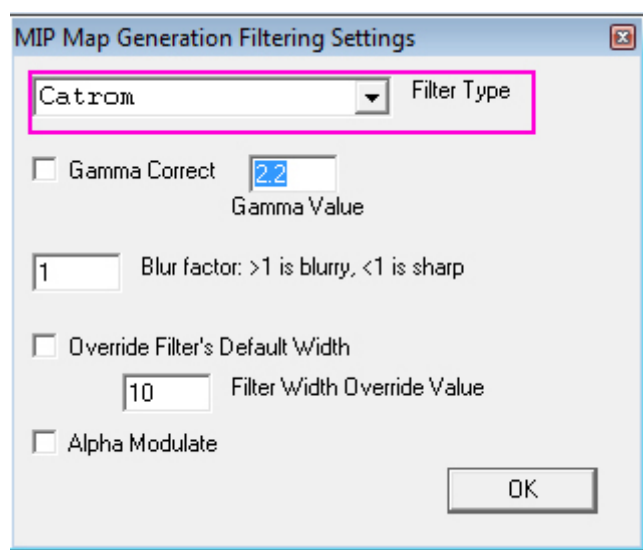 MIP Map Generation Filtering Settings
Catrom Filter Type
Gamma Correct 2.2
Gamma Value
1 Blur factor: >1 is blurry, <1 is sharp
Override Filter's Default Width
10 Filter Width Override Value
Alpha Modulate
OK